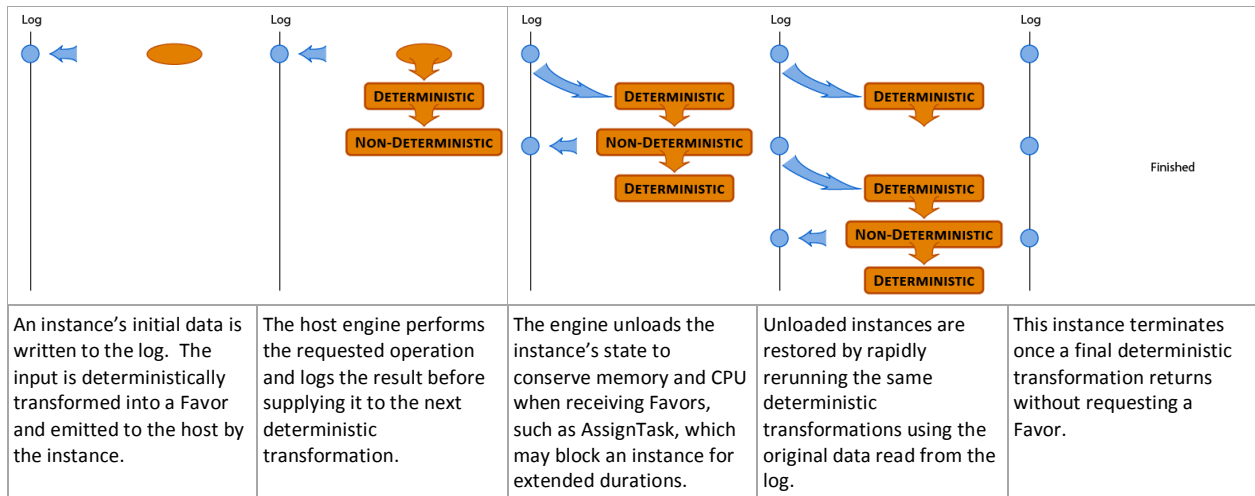 Log
Log
Log
Log
Log
DETERMINISTIC
NON-DETERMINISTIC
DETERMINISTIC
NON-DETERMINISTIC
DETERMINISTIC
DETERMINISTIC
DETERMINISTIC
NON-DETERMINISTIC
DETERMINISTIC
Finished
An instance’s initial data is
written to the log.  The
input is deterministically
transformed into a Favor
and emitted to the host by
the instance.
The host engine performs
the requested operation
and logs the result before
supplying it to the next
deterministic
transformation.
The engine unloads the
instance’s state to
conserve memory and CPU
when receiving Favors,
such as AssignTask, which
may block an instance for
extended durations.
Unloaded instances are
restored by rapidly
rerunning the same
deterministic
transformations using the
original data read from the
log.
This instance terminates
once a final deterministic
transformation returns
without requesting a
Favor.